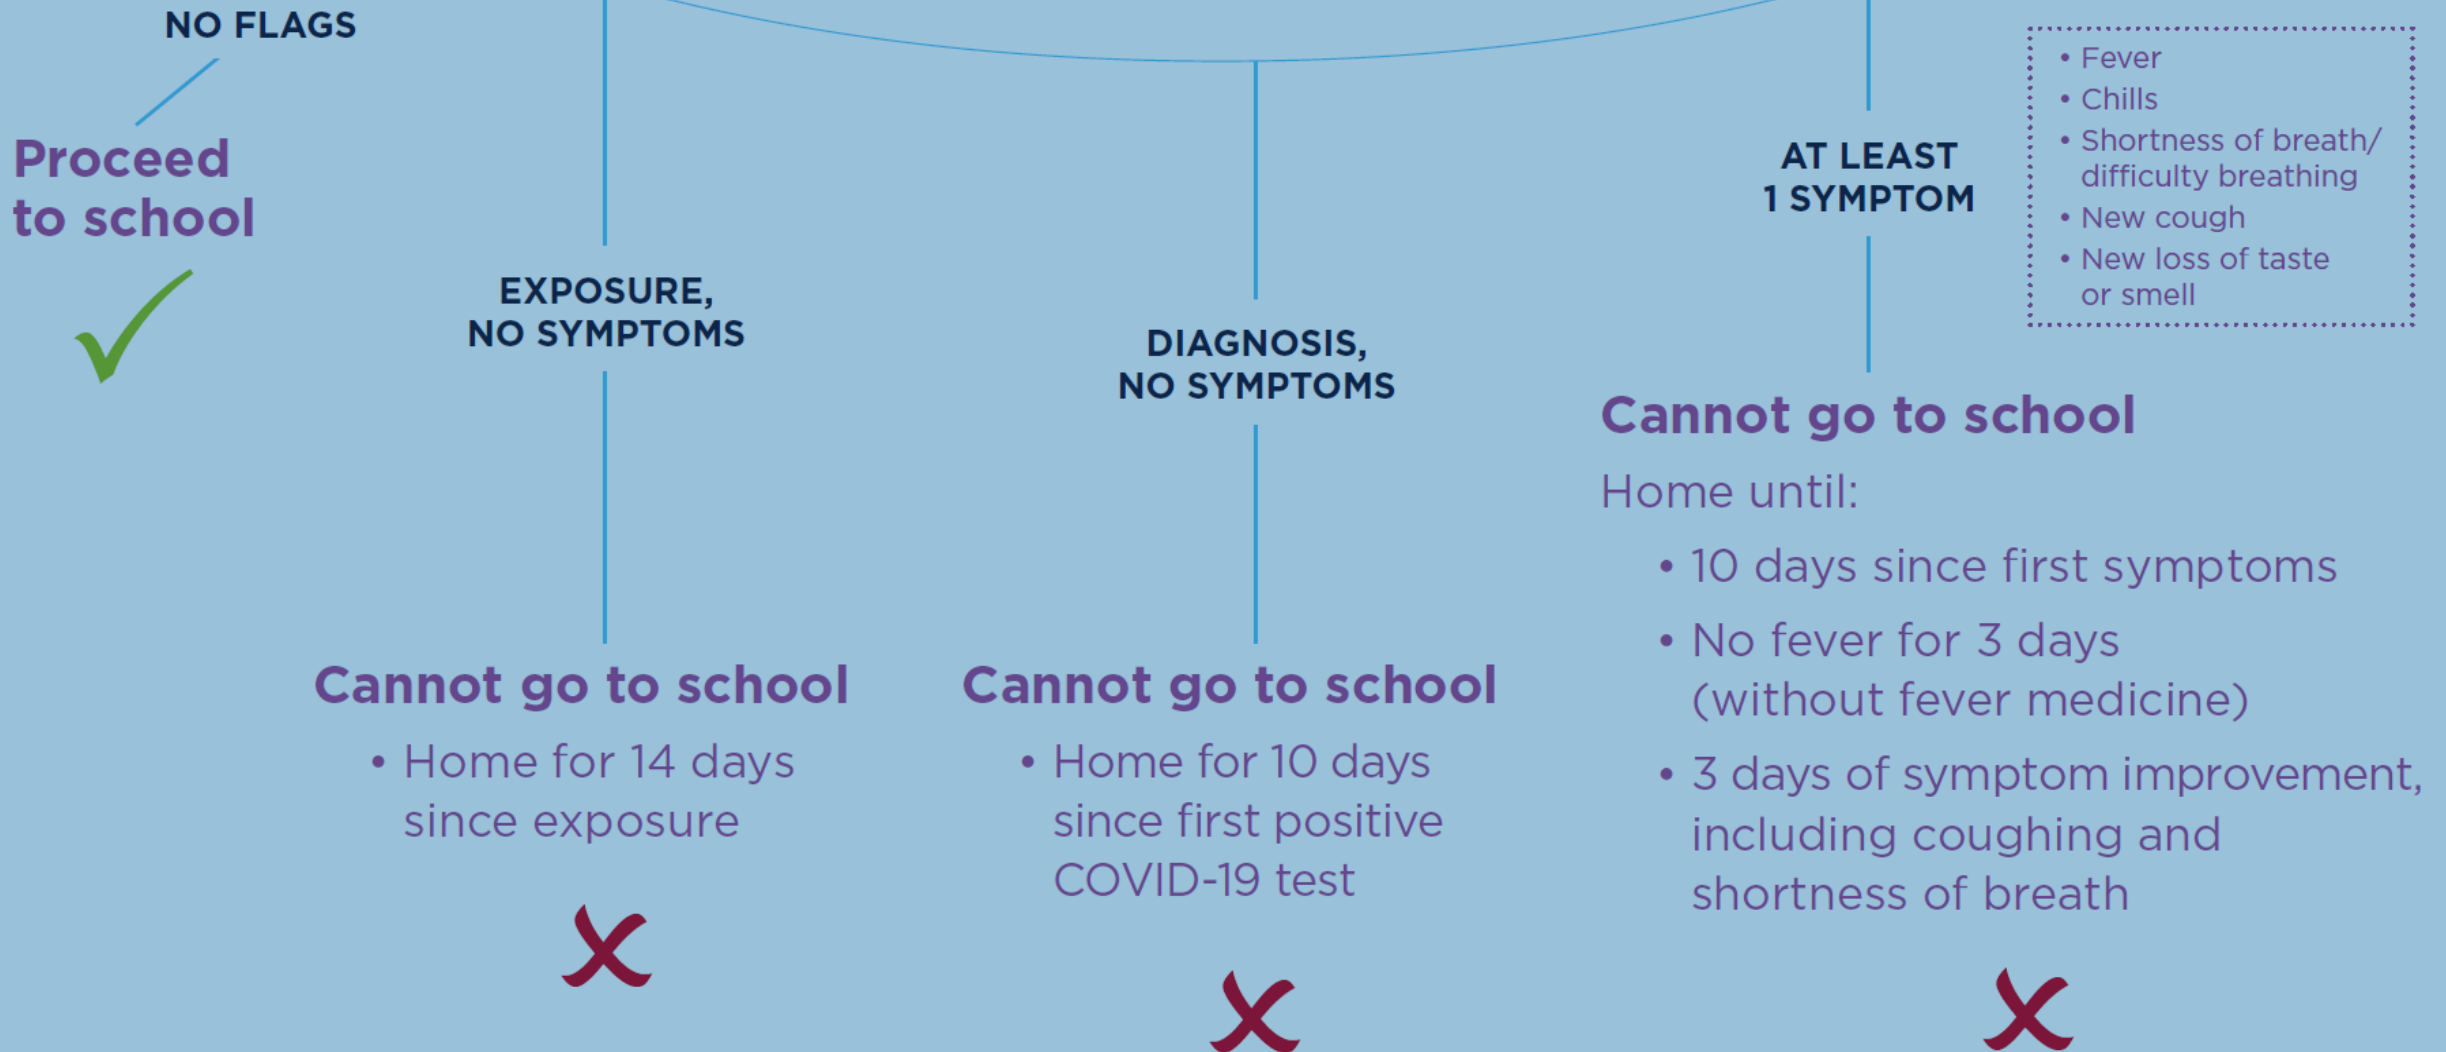 NO FLAGS
Proceed
to school
EXPOSURE,
NO SYMPTOMS
Cannot go to school
• Home for 14 days
since exposure
DIAGNOSIS,
NO SYMPTOMS
Cannot go to school
• Home for 10 days
since first positive
COVID-19 test
AT LEAST
1 SYMPTOM
• Fever
• Chills
• Shortness of breath/
difficulty breathing
• New cough
• New loss of taste
or smell
Cannot go to school
Home until:
• 10 days since first symptoms
• No fever for 3 days
(without fever medicine)
• 3 days of symptom improvement,
including coughing and
shortness of breath